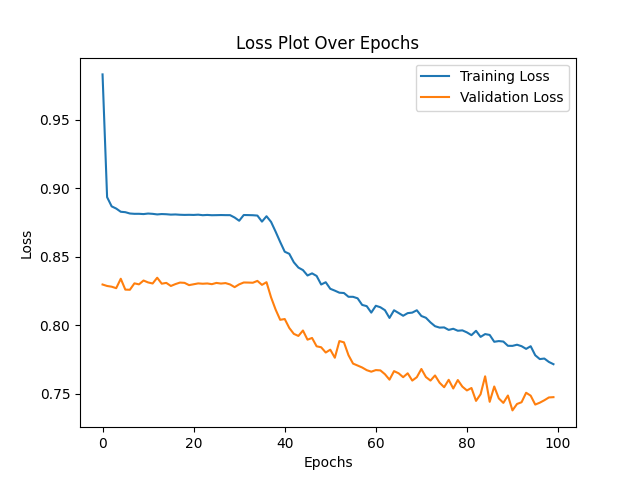 Loss Plot Over Epochs
Training Loss
Validation Loss
0.95
0.90
0.85
0.80
0.75
Loss
0
20
40
60
80
100
Epochs